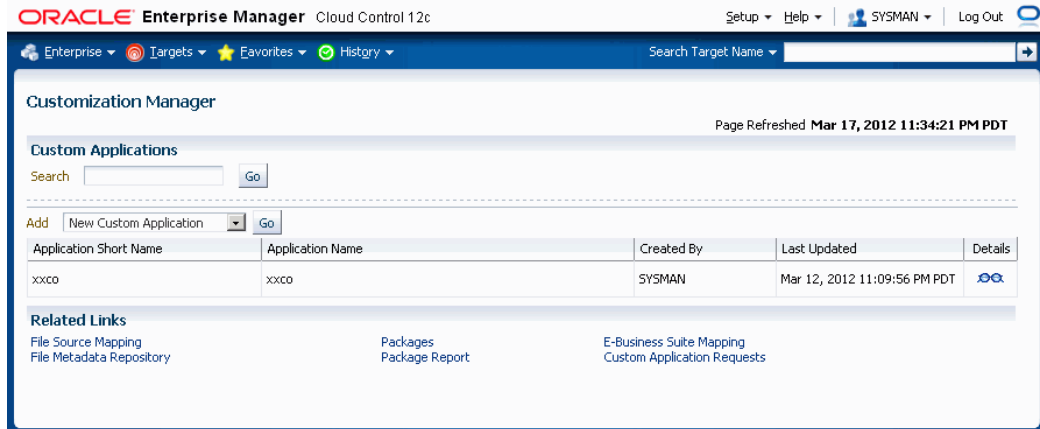 ORACLE Enterprise Manager Cloud Control 12c Setup Help SYSMAN Log Out
Enterprise Targets Favorites History Search Target Name
Customization Manager
Page Refreshed Mar 17, 2012 11:34:21 PM PDT
Custom Applications
Search Go
Add New Custom Application Go
Application Short Name Application Name Created By Last Updated Details
xxco xxco SYSMAN Mar 12, 2012 11:09:56 PM PDT
Related Links
File Source Mapping Packages E-Business Suite Mapping
File Metadata Repository Package Report Custom Application Requests